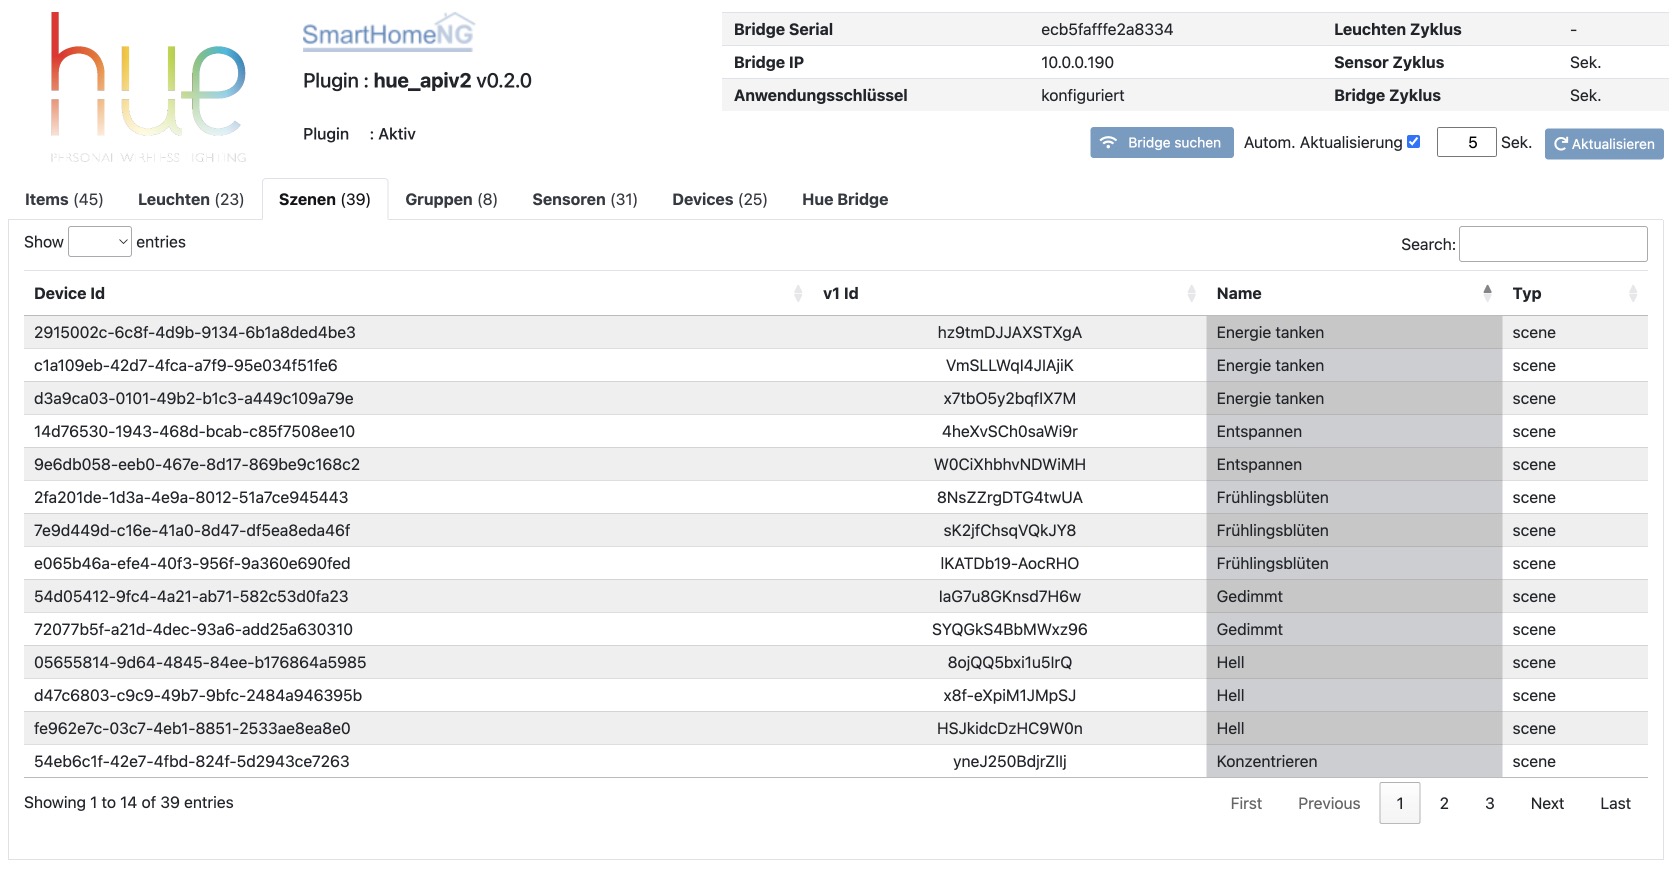 hue
PERSONAL WIRELESS LIGHTING
SmartHomeNG
Plugin : hue_apiv2 v0.2.0
Plugin : Aktiv
Bridge Serial ecb5fafffe2a8334 Leuchten Zyklus -
Bridge IP 10.0.0.190 Sensor Zyklus Sek.
Anwendungsschlüssel konfiguriert Bridge Zyklus Sek.
Bridge suchen Autom. Aktualisierung 5 Sek. Aktualisieren
Items (45) Leuchten (23) Szenen (39) Gruppen (8) Sensoren (31) Devices (25) Hue Bridge
Show entries Search:
Device Id v1 Id Name Typ
2915002c-6c8f-4d9b-9134-6b1a8ded4be3 hz9tmDJJAXSTXgA Energie tanken scene
c1a109eb-42d7-4fca-a7f9-95e034f51fe6 VmSLLWqI4JlAjiK Energie tanken scene
d3a9ca03-0101-49b2-b1c3-a449c109a79e x7tbO5y2bqfIX7M Energie tanken scene
14d76530-1943-468d-bcab-c85f7508ee10 4heXvSCh0saWi9r Entspannen scene
9e6db058-eeb0-467e-8d17-869be9c168c2 W0CiXhbhvNDWiMH Entspannen scene
2fa201de-1d3a-4e9a-8012-51a7ce945443 8NsZZrgDTG4twUA Frühlingsblüten scene
7e9d449d-c16e-41a0-8d47-df5ea8eda46f sK2jfChsqVQkJY8 Frühlingsblüten scene
e065b46a-efe4-40f3-956f-9a360e690fed IKATDb19-AocRHO Frühlingsblüten scene
54d05412-9fc4-4a21-ab71-582c53d0fa23 IaG7u8GKnsd7H6w Gedimmt scene
72077b5f-a21d-4dec-93a6-add25a630310 SYQGkS4BbMWxz96 Gedimmt scene
05655814-9d64-4845-84ee-b176864a5985 8ojQQ5bxi1u5IrQ Hell scene
d47c6803-c9c9-49b7-9bfc-2484a946395b x8f-eXpiM1JMpSJ Hell scene
fe962e7c-03c7-4eb1-8851-2533ae8ea8e0 HSJkidcDzHC9W0n Hell scene
54eb6c1f-42e7-4fbd-824f-5d2943ce7263 yneJ250BdjrZIlj Konzentrieren scene
Showing 1 to 14 of 39 entries First Previous 1 2 3 Next Last